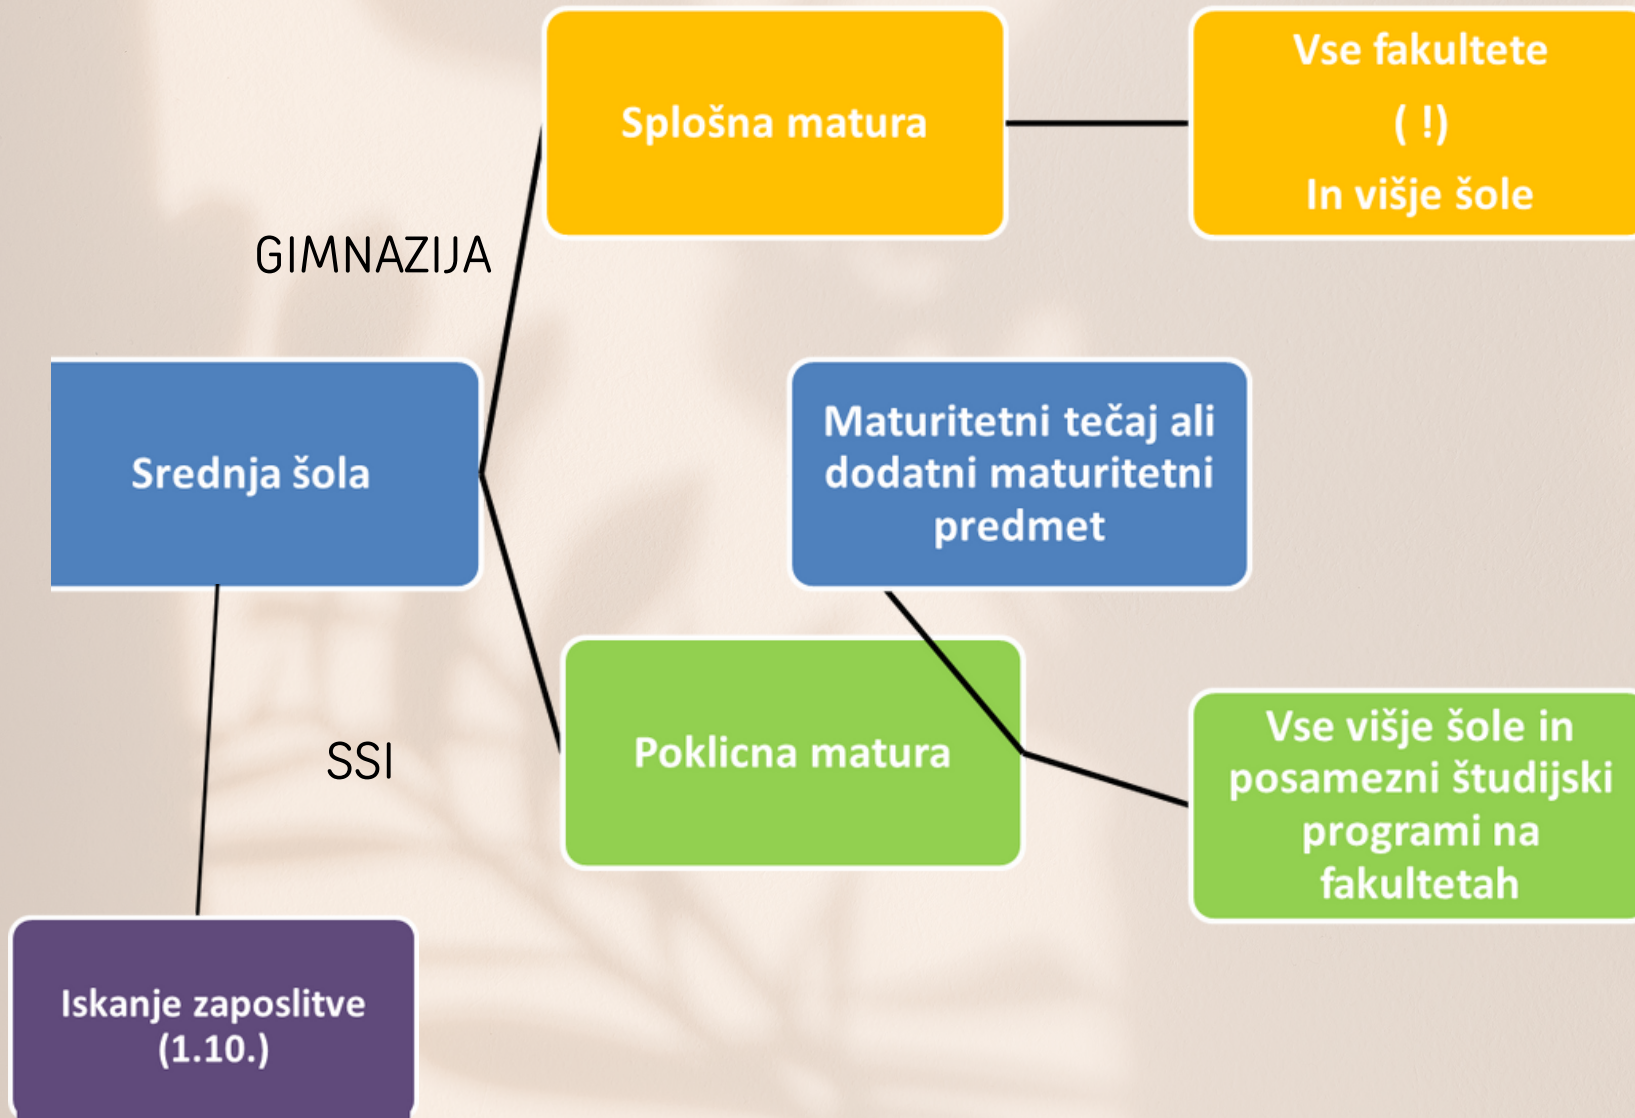 Splošna matura
Vse fakultete
( !)
In višje šole
GIMNAZIJA
Srednja šola
Maturitetni tečaj ali
dodatni maturitetni
predmet
SSI
Poklicna matura
Vse višje šole in
posamezni študijski
programi na
fakultetah
Iskanje zaposlitve
(1.10.)